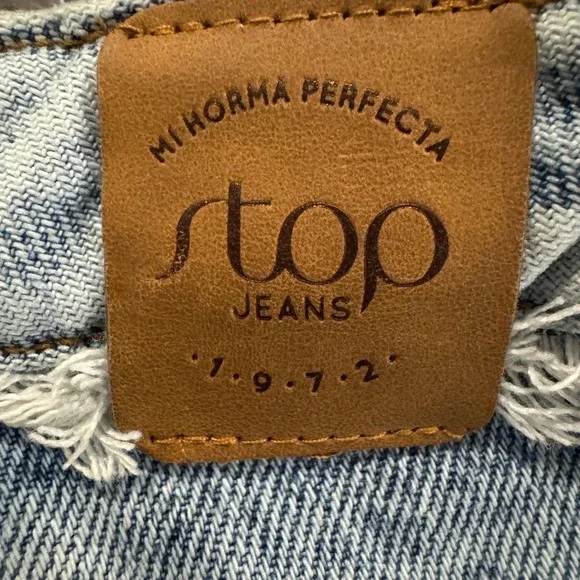 MI HORMA PERFECTA
stop
JEANS
·1·9·7·2·